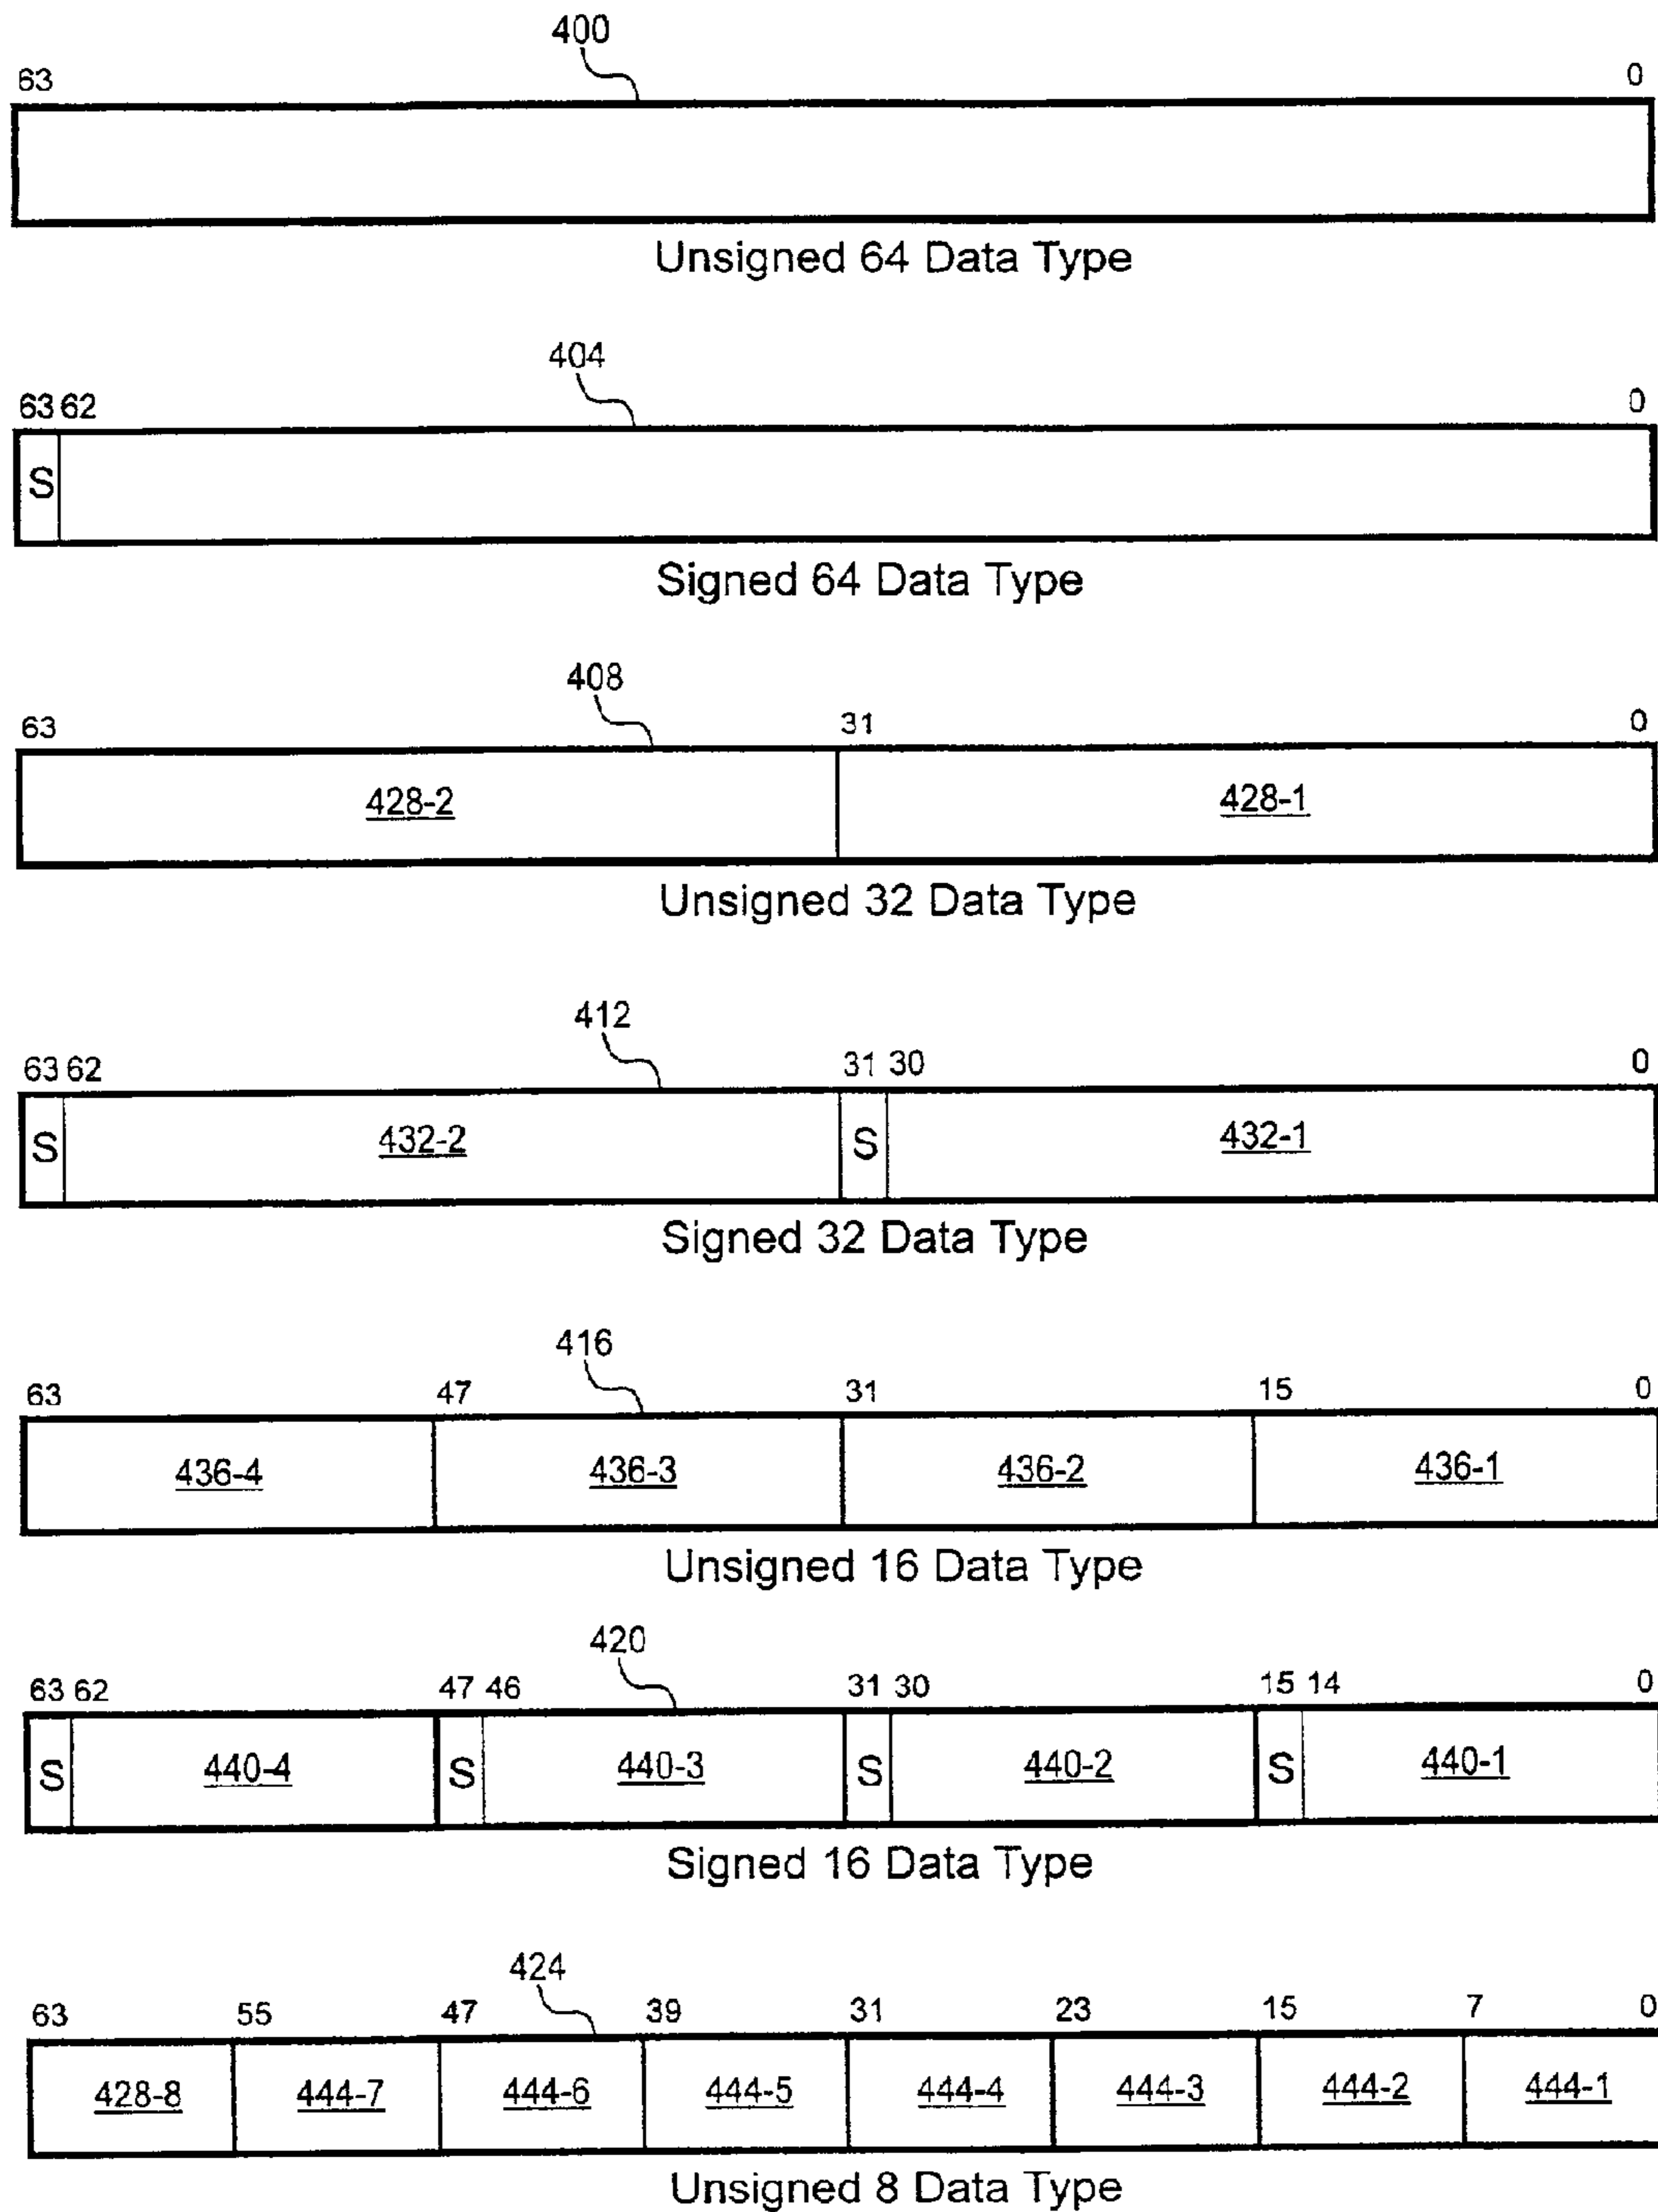 400
63 0
Unsigned 64 Data Type
404
63 62 0
S
Signed 64 Data Type
408
63 31 0
428-2 428-1
Unsigned 32 Data Type
412
63 62 31 30 0
S 432-2 S 432-1
Signed 32 Data Type
416
63 47 31 15 0
436-4 436-3 436-2 436-1
Unsigned 16 Data Type
420
63 62 47 46 31 30 15 14 0
S 440-4 S 440-3 S 440-2 S 440-1
Signed 16 Data Type
424
63 55 47 39 31 23 15 7 0
428-8 444-7 444-6 444-5 444-4 444-3 444-2 444-1
Unsigned 8 Data Type